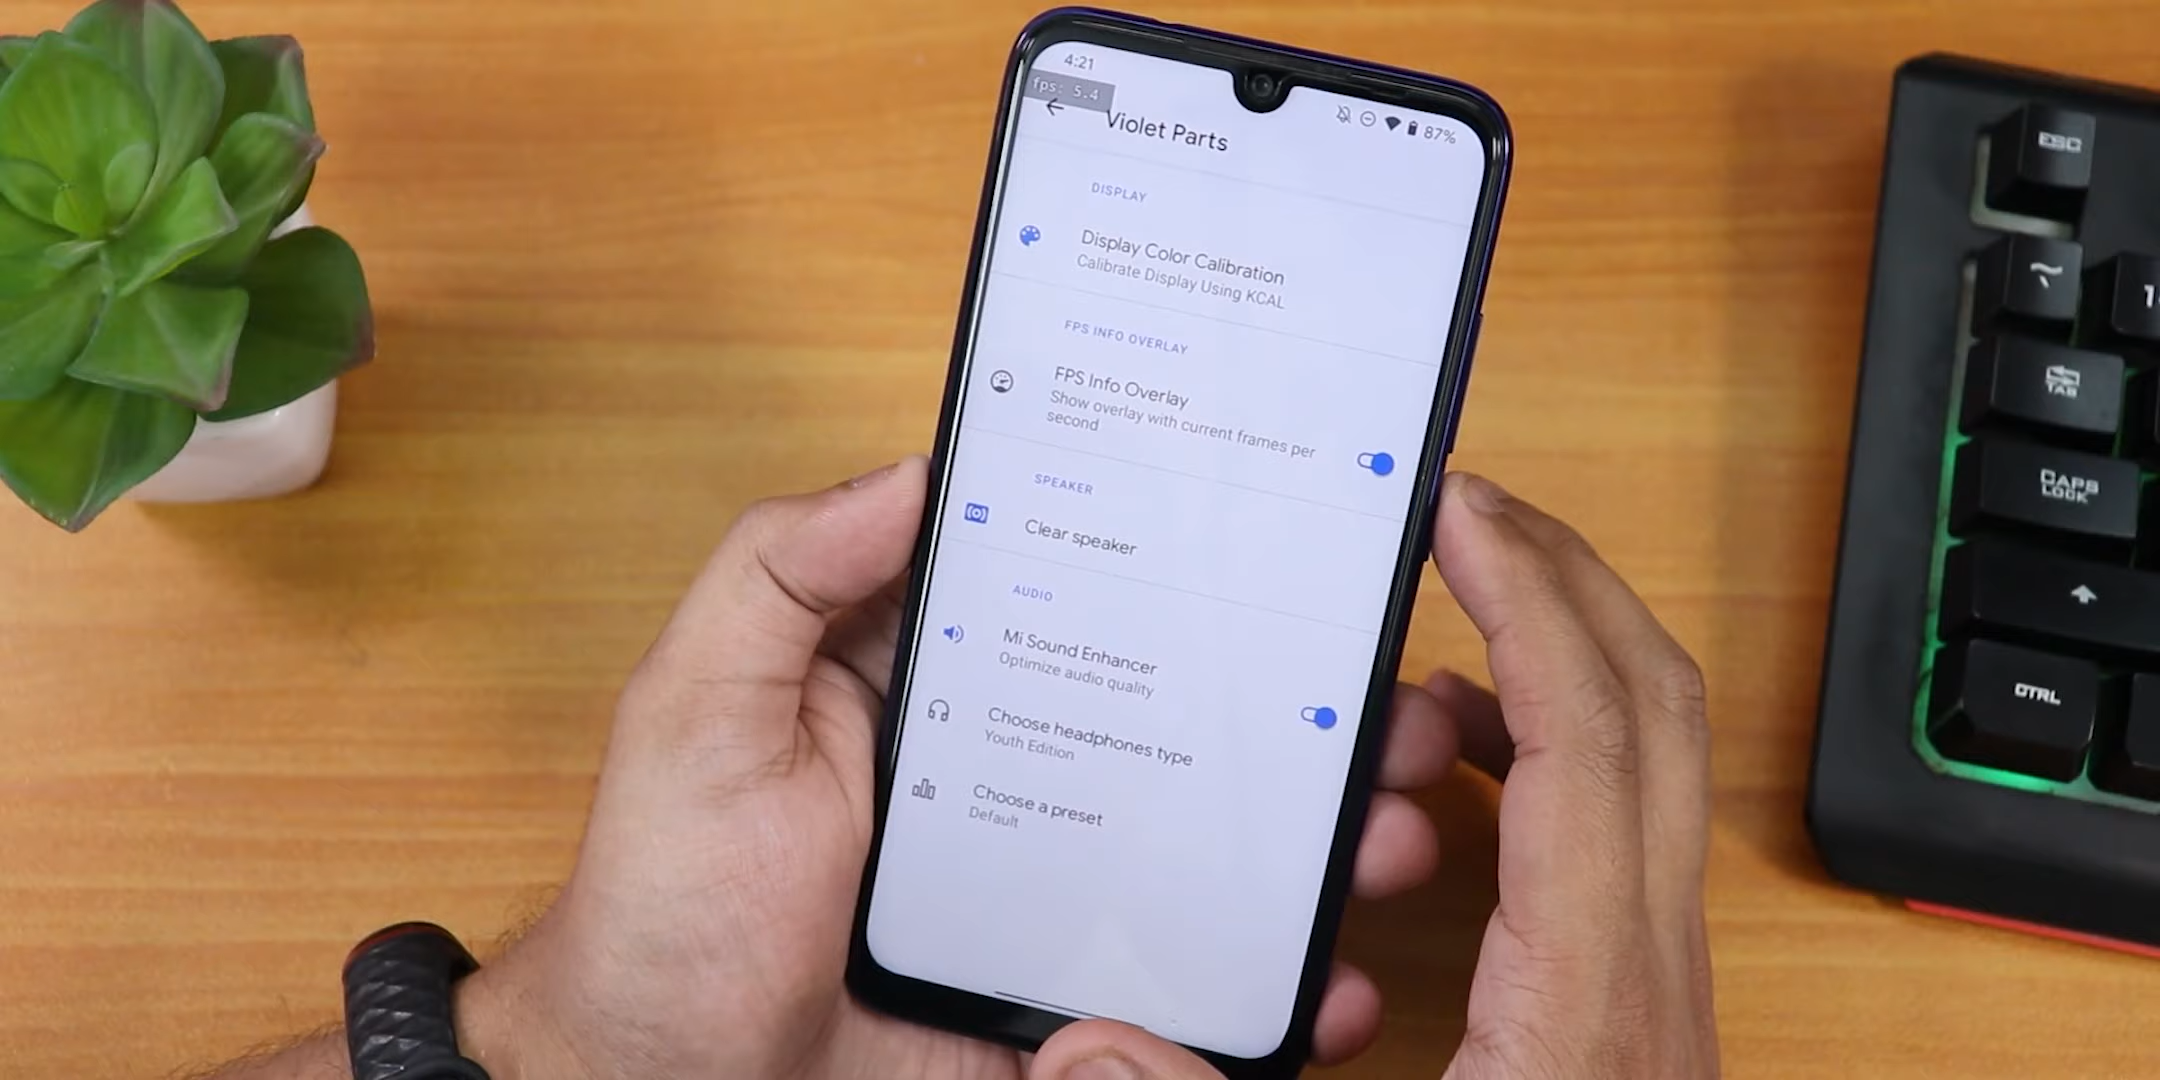 4:21
fps: 5.4
87%
Violet Parts
DISPLAY
Display Color Calibration
Calibrate Display Using KCAL
FPS INFO OVERLAY
FPS Info Overlay
Show overlay with current frames per
second
SPEAKER
Clear speaker
AUDIO
Mi Sound Enhancer
Optimize audio quality
Choose headphones type
Youth Edition
Choose a preset
Default
ESC
~
1
TAB
CAPS
LOCK
CTRL